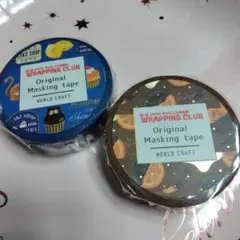 WRAPPING CLUB
Original
Masking tape
WORLD CRAFT
WRAPPING CLUB
Original
Masking tape
WORLD CRAFT